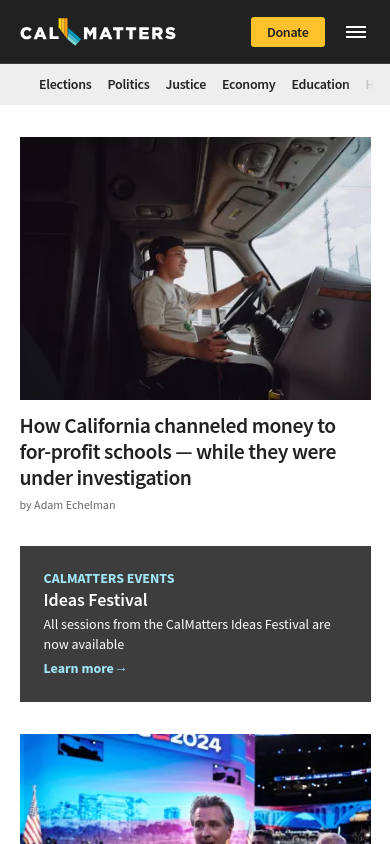 CALMATTERS
Donate
Elections Politics Justice Economy Education H
How California channeled money to
for-profit schools — while they were
under investigation
by Adam Echelman
CALMATTERS EVENTS
Ideas Festival
All sessions from the CalMatters Ideas Festival are
now available
Learn more→
2024